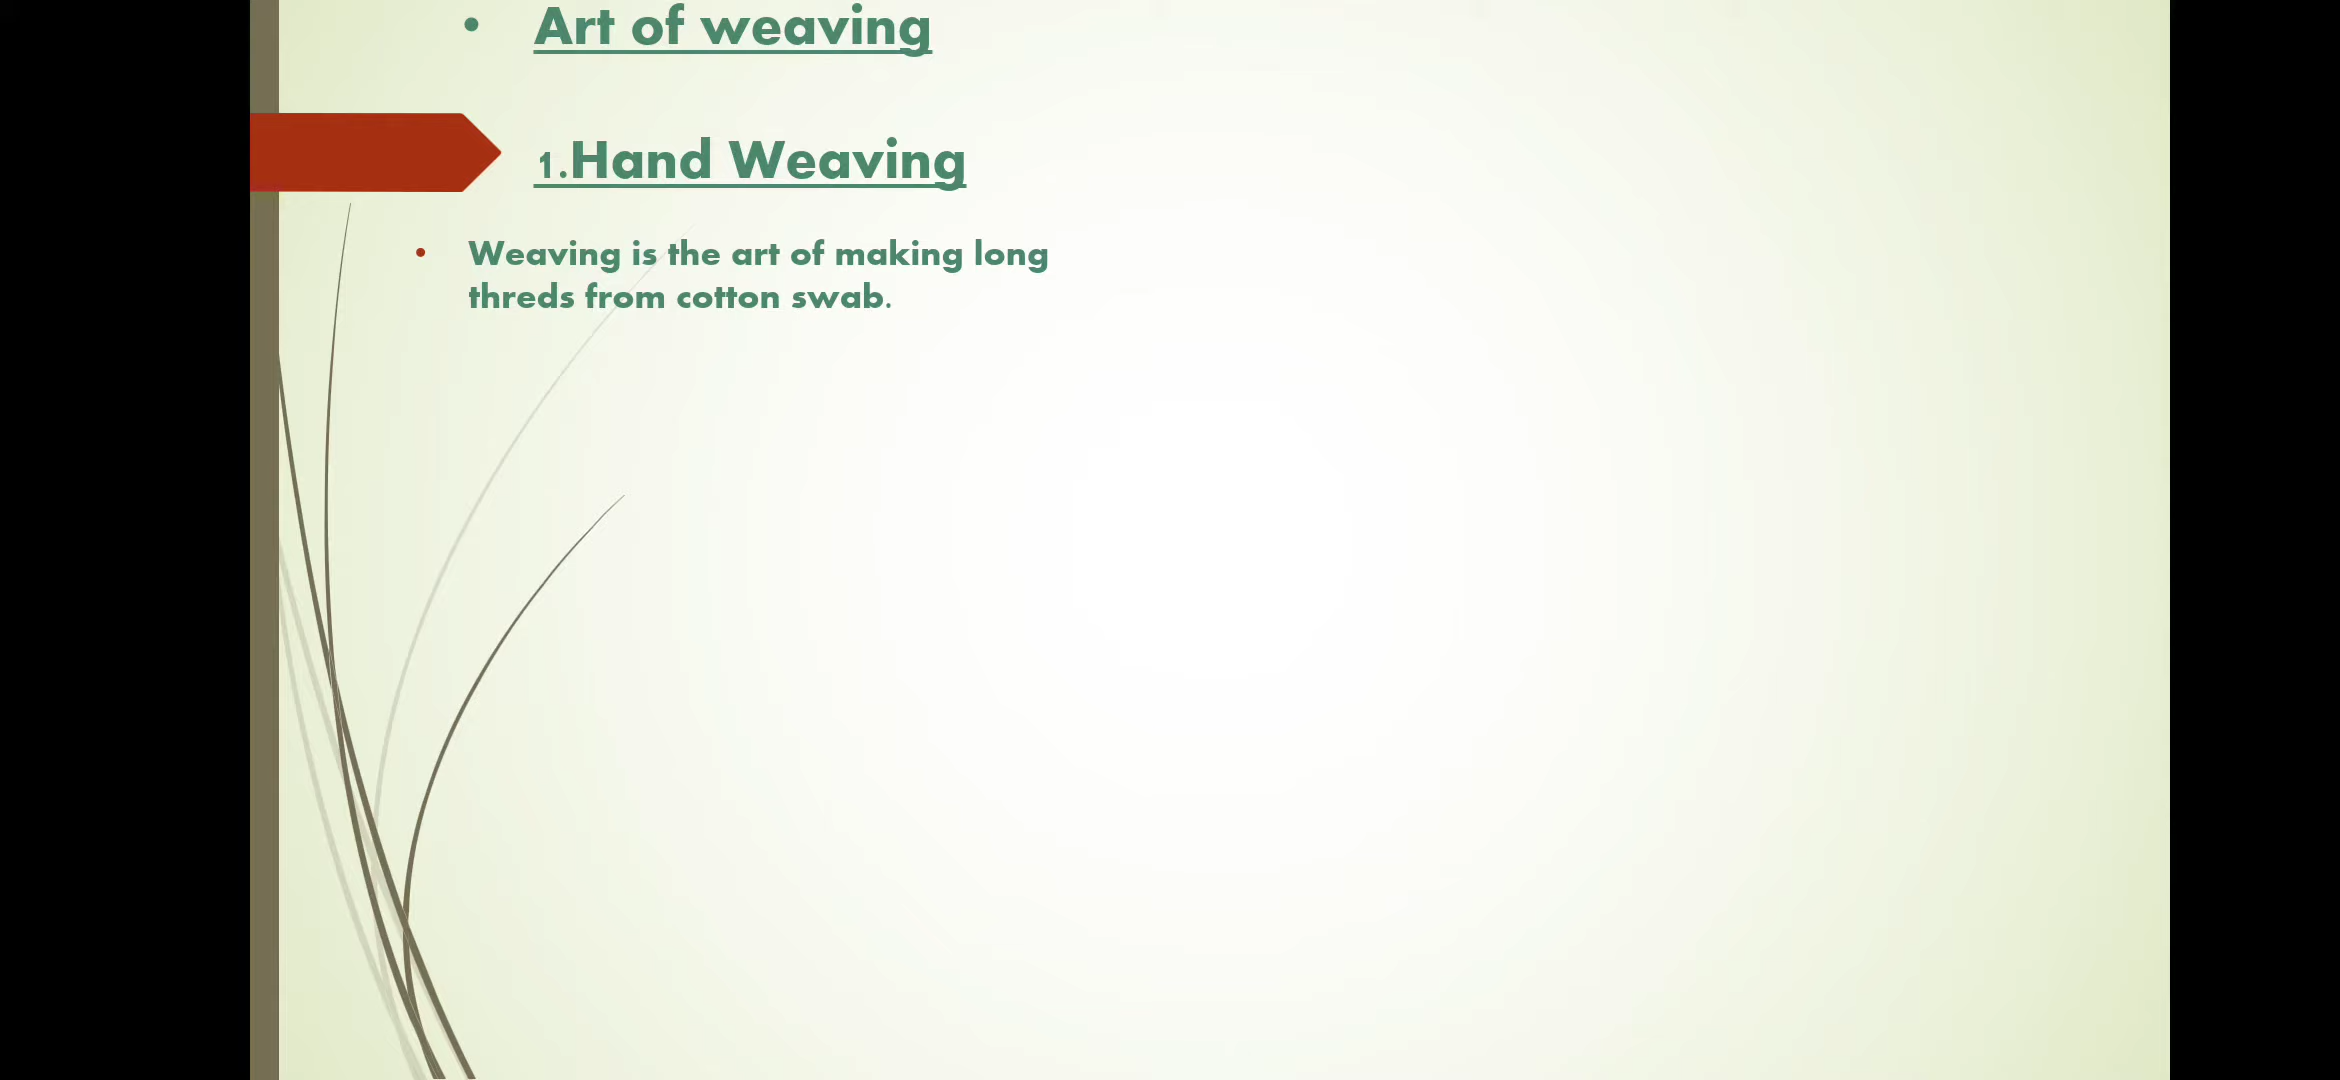 • Art of weaving
1.Hand Weaving
• Weaving is the art of making long
threds from cotton swab.